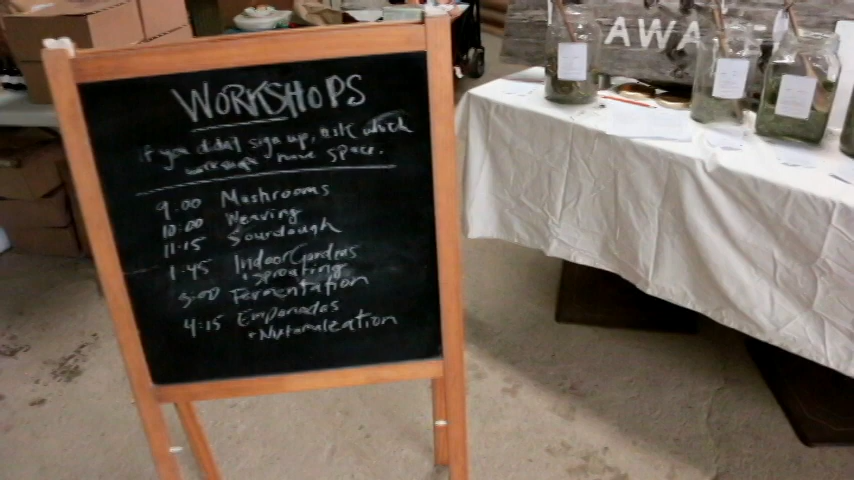 AWA
WORKSHOPS
if you didn't sign up, ask which
workshops have space.
9.00 Mushrooms
10:00 Weaving
11.15 Sourdough
1.45 Indoor Gardens
+ sprouting
3:00 Fermentation
4:15 Empanadas
+ Nixtamalization